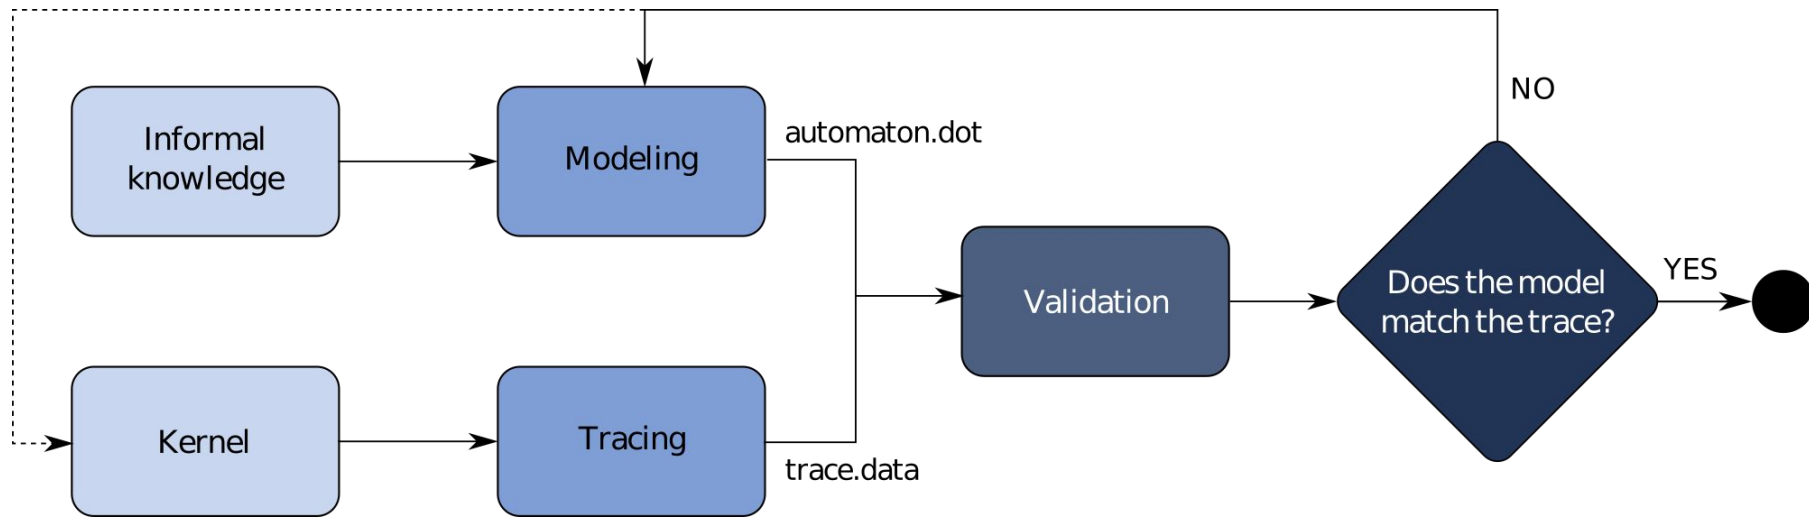 NO
Informal
knowledge
Modeling
automaton.dot
Validation
Does the model
match the trace?
YES
Kernel
Tracing
trace.data